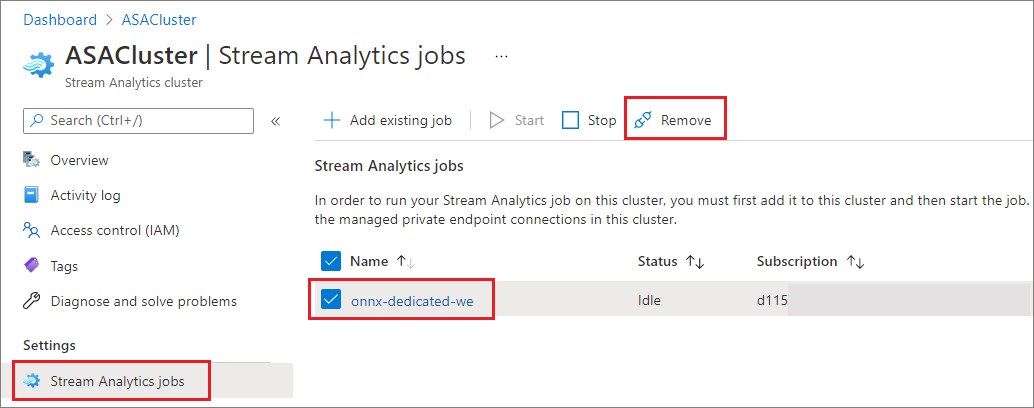 Dashboard > ASACluster >
ASACluster | Stream Analytics jobs ...
Stream Analytics cluster
Search (Ctrl+/)
«
Add existing job
Start
Stop
Remove
Overview
Activity log
Access control (IAM)
Tags
Diagnose and solve problems
Settings
Stream Analytics jobs
Stream Analytics jobs
In order to run your Stream Analytics job on this cluster, you must first add it to this cluster and then start the job.
the managed private endpoint connections in this cluster.
Name ↑↓ Status ↑↓ Subscription ↑↓
onnx-dedicated-we Idle d115